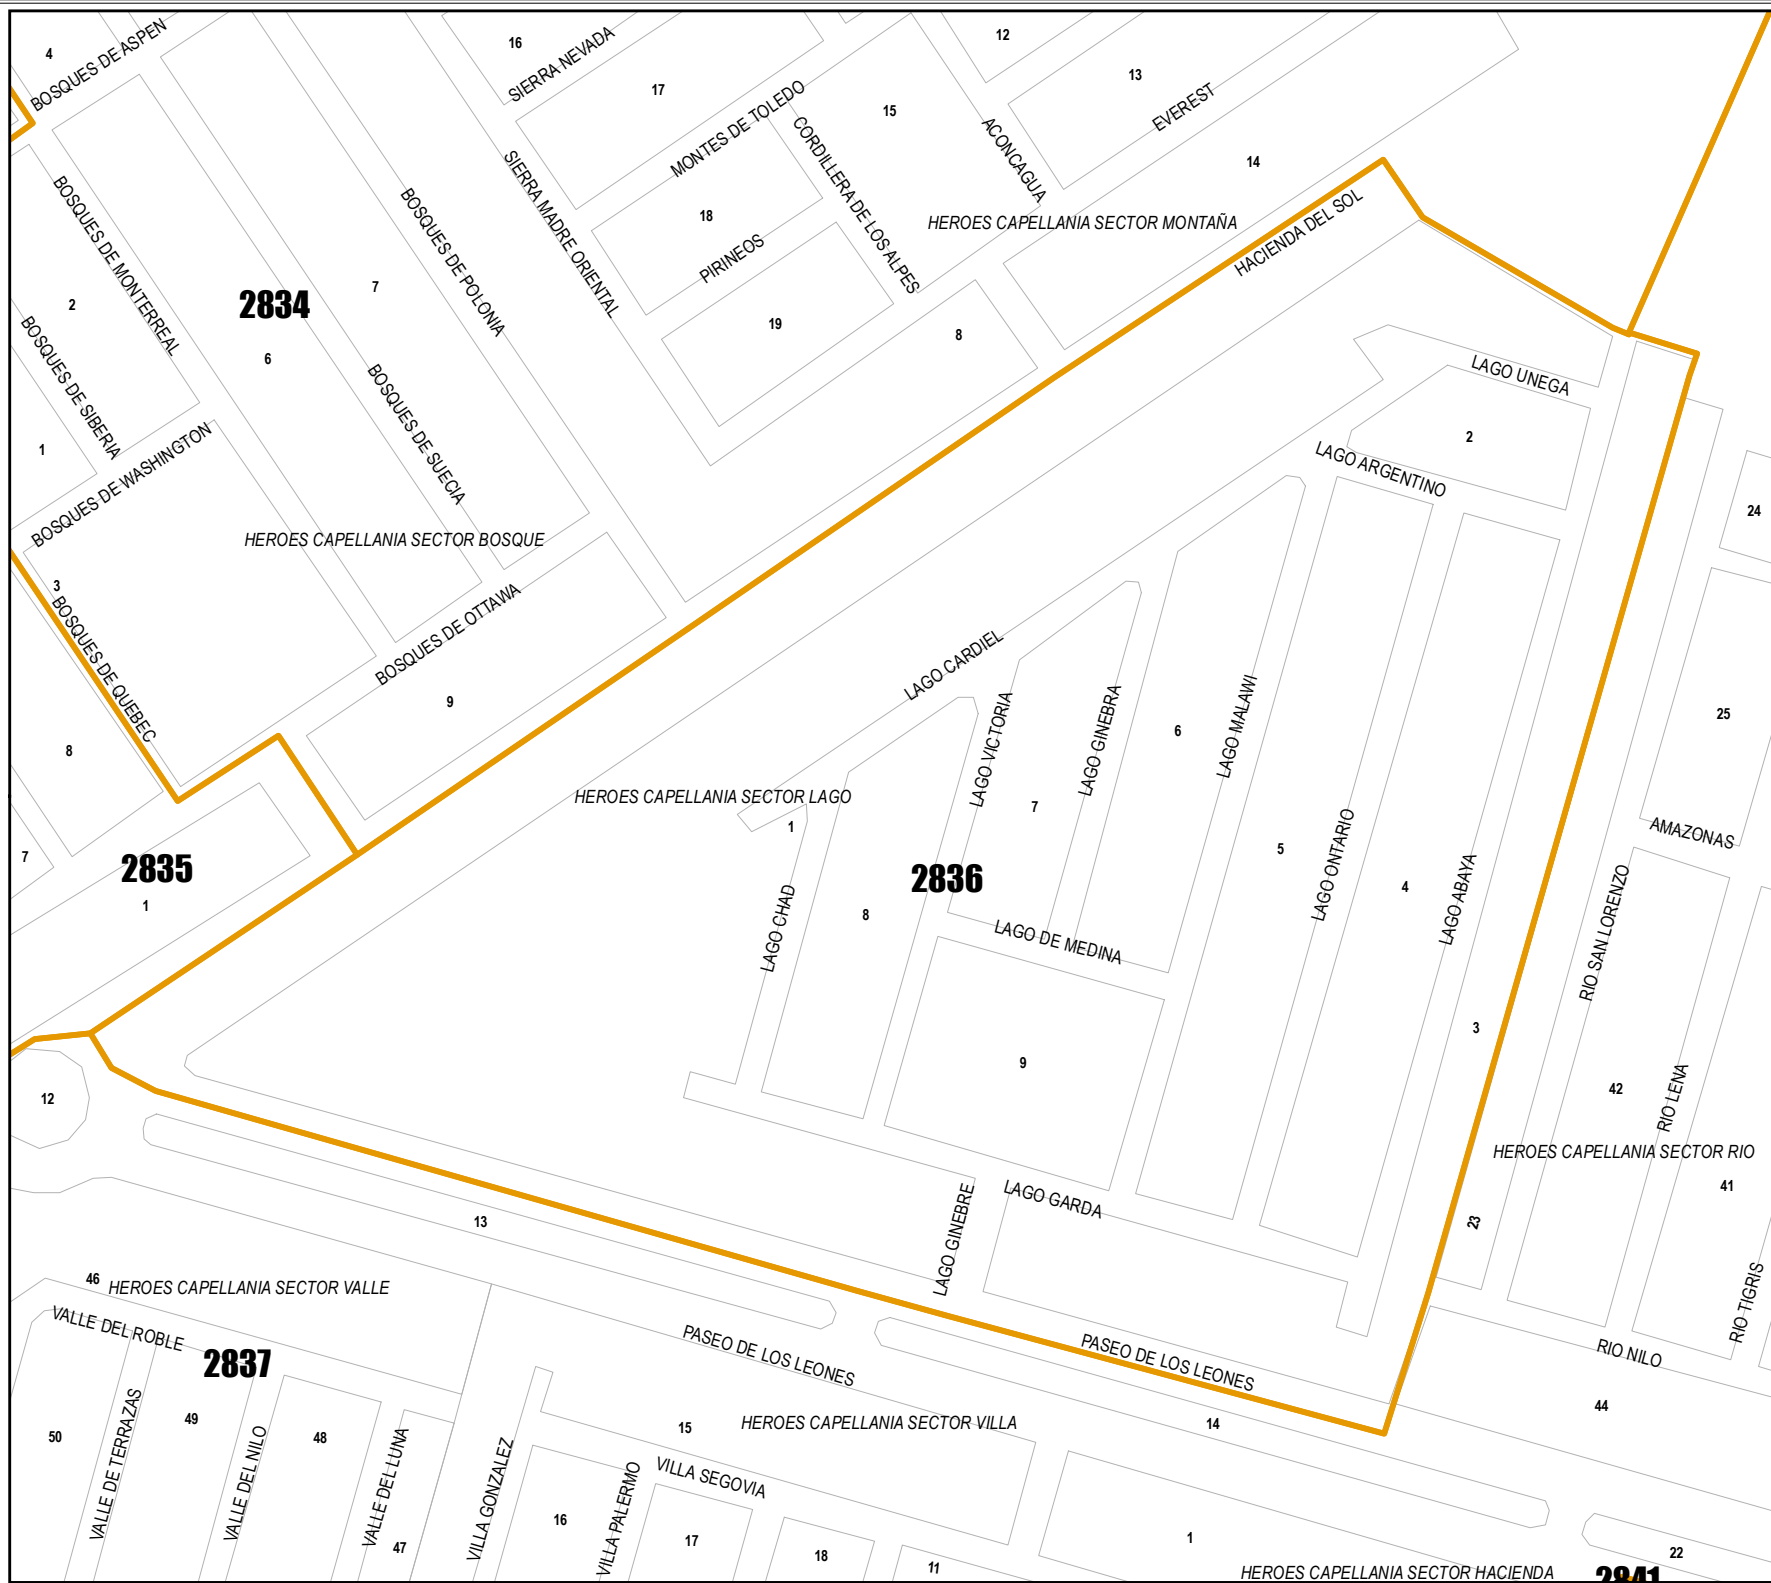 4
BOSQUES DE ASPEN
16
SIERRA NEVADA
17
12
13
EVEREST
MONTES DE TOLEDO
15
CORDILLERA DE LOS ALPES
ACONCAGUA
14
BOSQUES DE MONTERREAL
BOSQUES DE POLONIA
SIERRA MADRE ORIENTAL
18
HEROES CAPELLANIA SECTOR MONTAÑA
HACIENDA DEL SOL
PIRINEOS
2
2834
7
19
8
6
BOSQUES DE SIBERIA
BOSQUES DE SUECIA
LAGO UNEGA
1
BOSQUES DE WASHINGTON
2
LAGO ARGENTINO
24
HEROES CAPELLANIA SECTOR BOSQUE
3
BOSQUES DE QUEBEC
BOSQUES DE OTTAWA
LAGO CARDIEL
9
8
LAGO VICTORIA
LAGO GINEBRA
6
LAGO MALAWI
25
HEROES CAPELLANIA SECTOR LAGO
1
7
5
AMAZONAS
7
2835
1
2836
LAGO ONTARIO
4
LAGO ABAYA
8
LAGO CHAD
LAGO DE MEDINA
RIO SAN LORENZO
3
9
12
42
RIO LENA
HEROES CAPELLANIA SECTOR RIO
41
13
LAGO GINEBRE
LAGO GARDA
23
46
HEROES CAPELLANIA SECTOR VALLE
RIO TIGRIS
VALLE DEL ROBLE
2837
PASEO DE LOS LEONES
PASEO DE LOS LEONES
RIO NILO
44
50
VALLE DE TERRAZAS
49
VALLE DEL NILO
48
VALLE DEL LUNA
47
15
HEROES CAPELLANIA SECTOR VILLA
14
VILLA GONZALEZ
VILLA SEGOVIA
16
VILLA PALERMO
17
18
11
1
22
HEROES CAPELLANIA SECTOR HACIENDA
2841